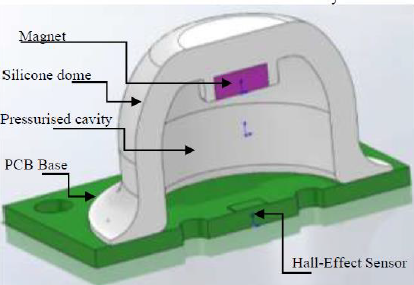 Magnet
Silicone dome
Pressurised cavity
PCB Base
Hall-Effect Sensor